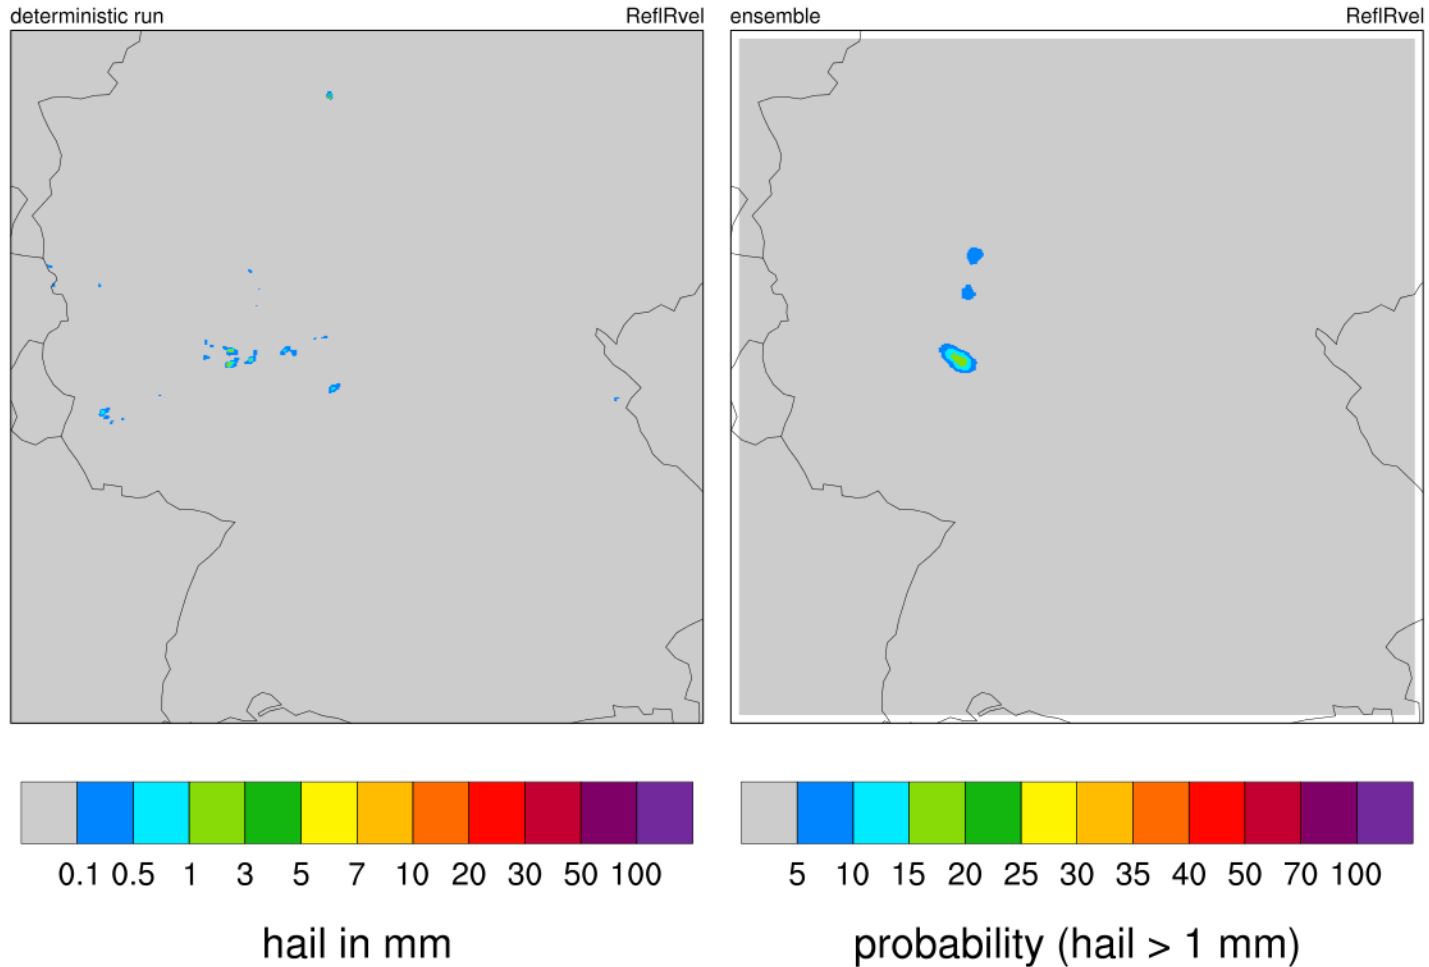 deterministic run ReflRvel
ensemble ReflRvel
0.1 0.5 1 3 5 7 10 20 30 50 100
5 10 15 20 25 30 35 40 50 70 100
hail in mm
probability (hail > 1 mm)